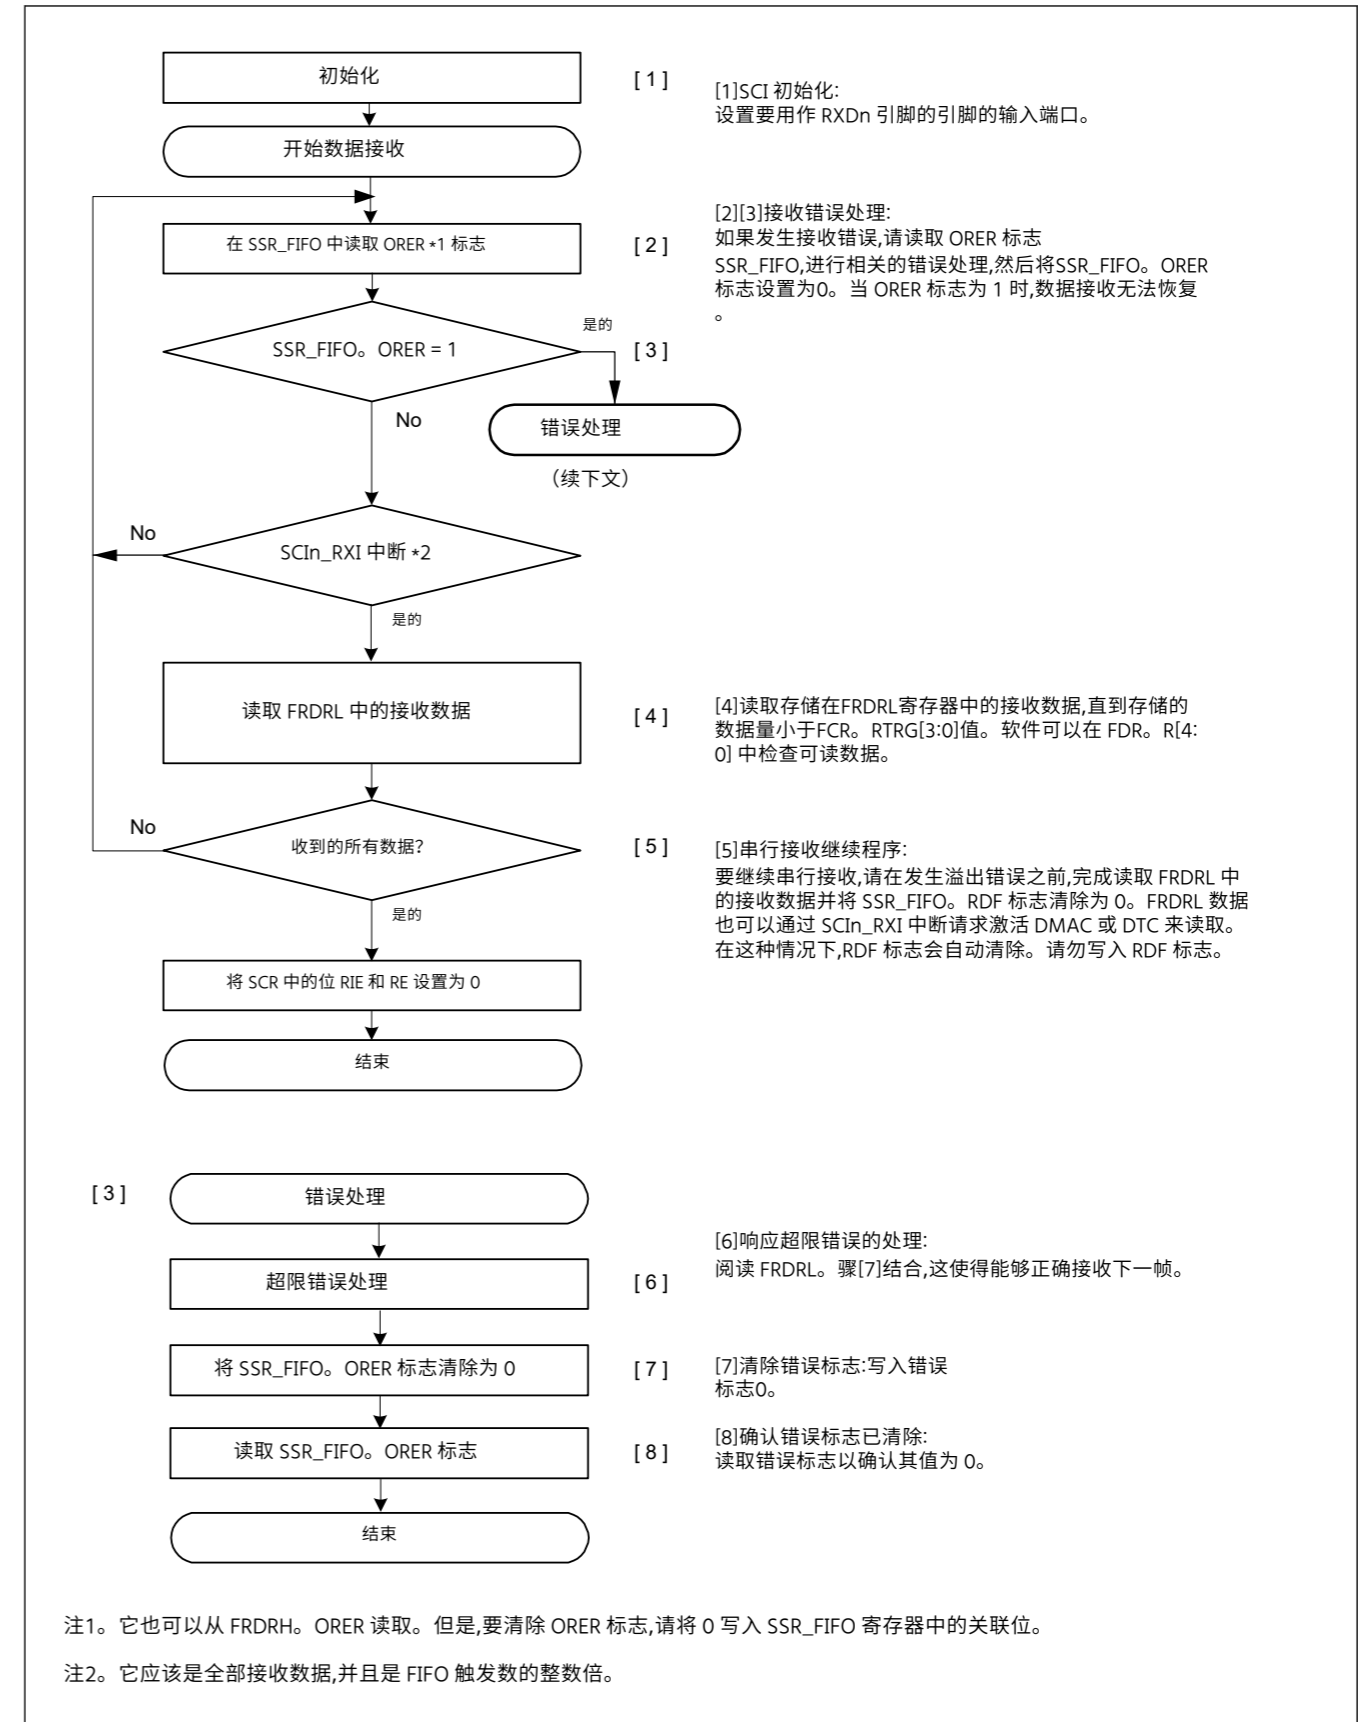 初始化
[ 1 ]
[1]SCI 初始化:
设置要用作 RXDn 引脚的引脚的输入端口。
开始数据接收
在 SSR_FIFO 中读取 ORER *1 标志
[ 2 ]
[2][3]接收错误处理:
如果发生接收错误,请读取 ORER 标志
SSR_FIFO,进行相关的错误处理,然后将SSR_FIFO。ORER
标志设置为0。当 ORER 标志为 1 时,数据接收无法恢复
。
SSR_FIFO。ORER = 1
是的
[ 3 ]
No
错误处理
（续下文）
No
SCIn_RXI 中断 *2
是的
读取 FRDRL 中的接收数据
[ 4 ]
[4]读取存储在FRDRL寄存器中的接收数据,直到存储的
数据量小于FCR。RTRG[3:0]值。软件可以在 FDR。R[4:
0] 中检查可读数据。
No
收到的所有数据？
[ 5 ]
[5]串行接收继续程序:
要继续串行接收,请在发生溢出错误之前,完成读取 FRDRL 中
的接收数据并将 SSR_FIFO。RDF 标志清除为 0。FRDRL 数据
也可以通过 SCIn_RXI 中断请求激活 DMAC 或 DTC 来读取。
在这种情况下,RDF 标志会自动清除。请勿写入 RDF 标志。
是的
将 SCR 中的位 RIE 和 RE 设置为 0
结束
[ 3 ]
错误处理
超限错误处理
[ 6 ]
[6]响应超限错误的处理:
阅读 FRDRL。骤[7]结合,这使得能够正确接收下一帧。
将 SSR_FIFO。ORER 标志清除为 0
[ 7 ]
[7]清除错误标志:写入错误
标志0。
读取 SSR_FIFO。ORER 标志
[ 8 ]
[8]确认错误标志已清除:
读取错误标志以确认其值为 0。
结束
注1。它也可以从 FRDRH。ORER 读取。但是,要清除 ORER 标志,请将 0 写入 SSR_FIFO 寄存器中的关联位。
注2。它应该是全部接收数据,并且是 FIFO 触发数的整数倍。